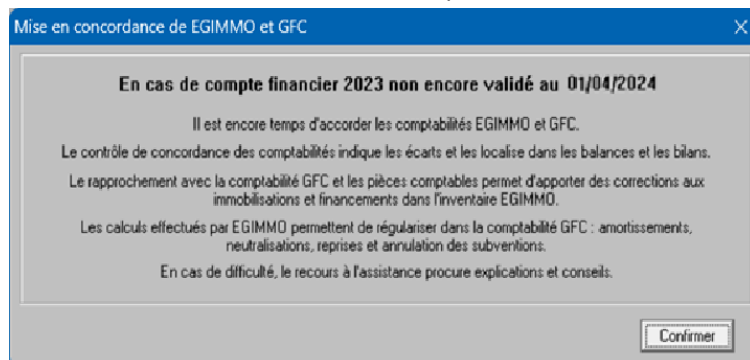 Mise en concordance de EGIMMO et GFC
En cas de compte financier 2023 non encore validé au 01/04/2024
Il est encore temps d'accorder les comptabilités EGIMMO et GFC.
Le contrôle de concordance des comptabilités indique les écarts et les localise dans les balances et les bilans.
Le rapprochement avec la comptabilité GFC et les pièces comptables permet d'apporter des corrections aux
immobilisations et financements dans l'inventaire EGIMMO.
Les calculs effectués par EGIMMO permettent de régulariser dans la comptabilité GFC : amortissements,
neutralisations, reprises et annulation des subventions.
En cas de difficulté, le recours à l'assistance procure explications et conseils.
Confirmer